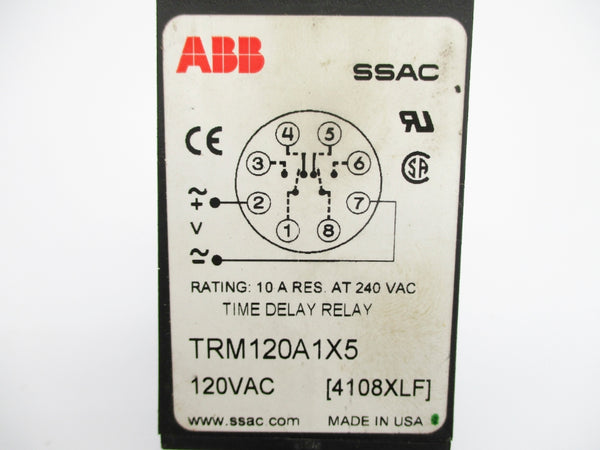 ABB SSAC
CE
4 5
3 6
2 7
1 8
+
V
RATING: 10 A RES. AT 240 VAC
TIME DELAY RELAY
TRM120A1X5
120VAC [4108XLF]
www.ssac.com MADE IN USA